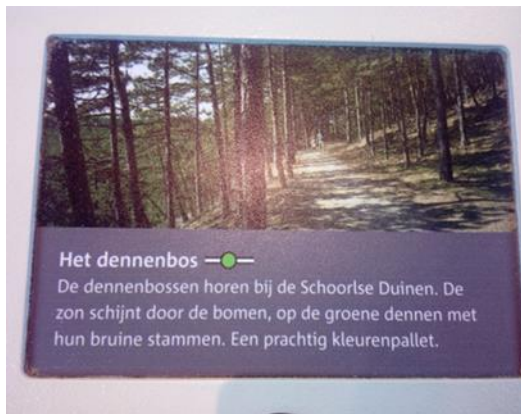 Het dennenbos
De dennenbossen horen bij de Schoorlse Duinen. De
zon schijnt door de bomen, op de groene dennen met
hun bruine stammen. Een prachtig kleurenpallet.